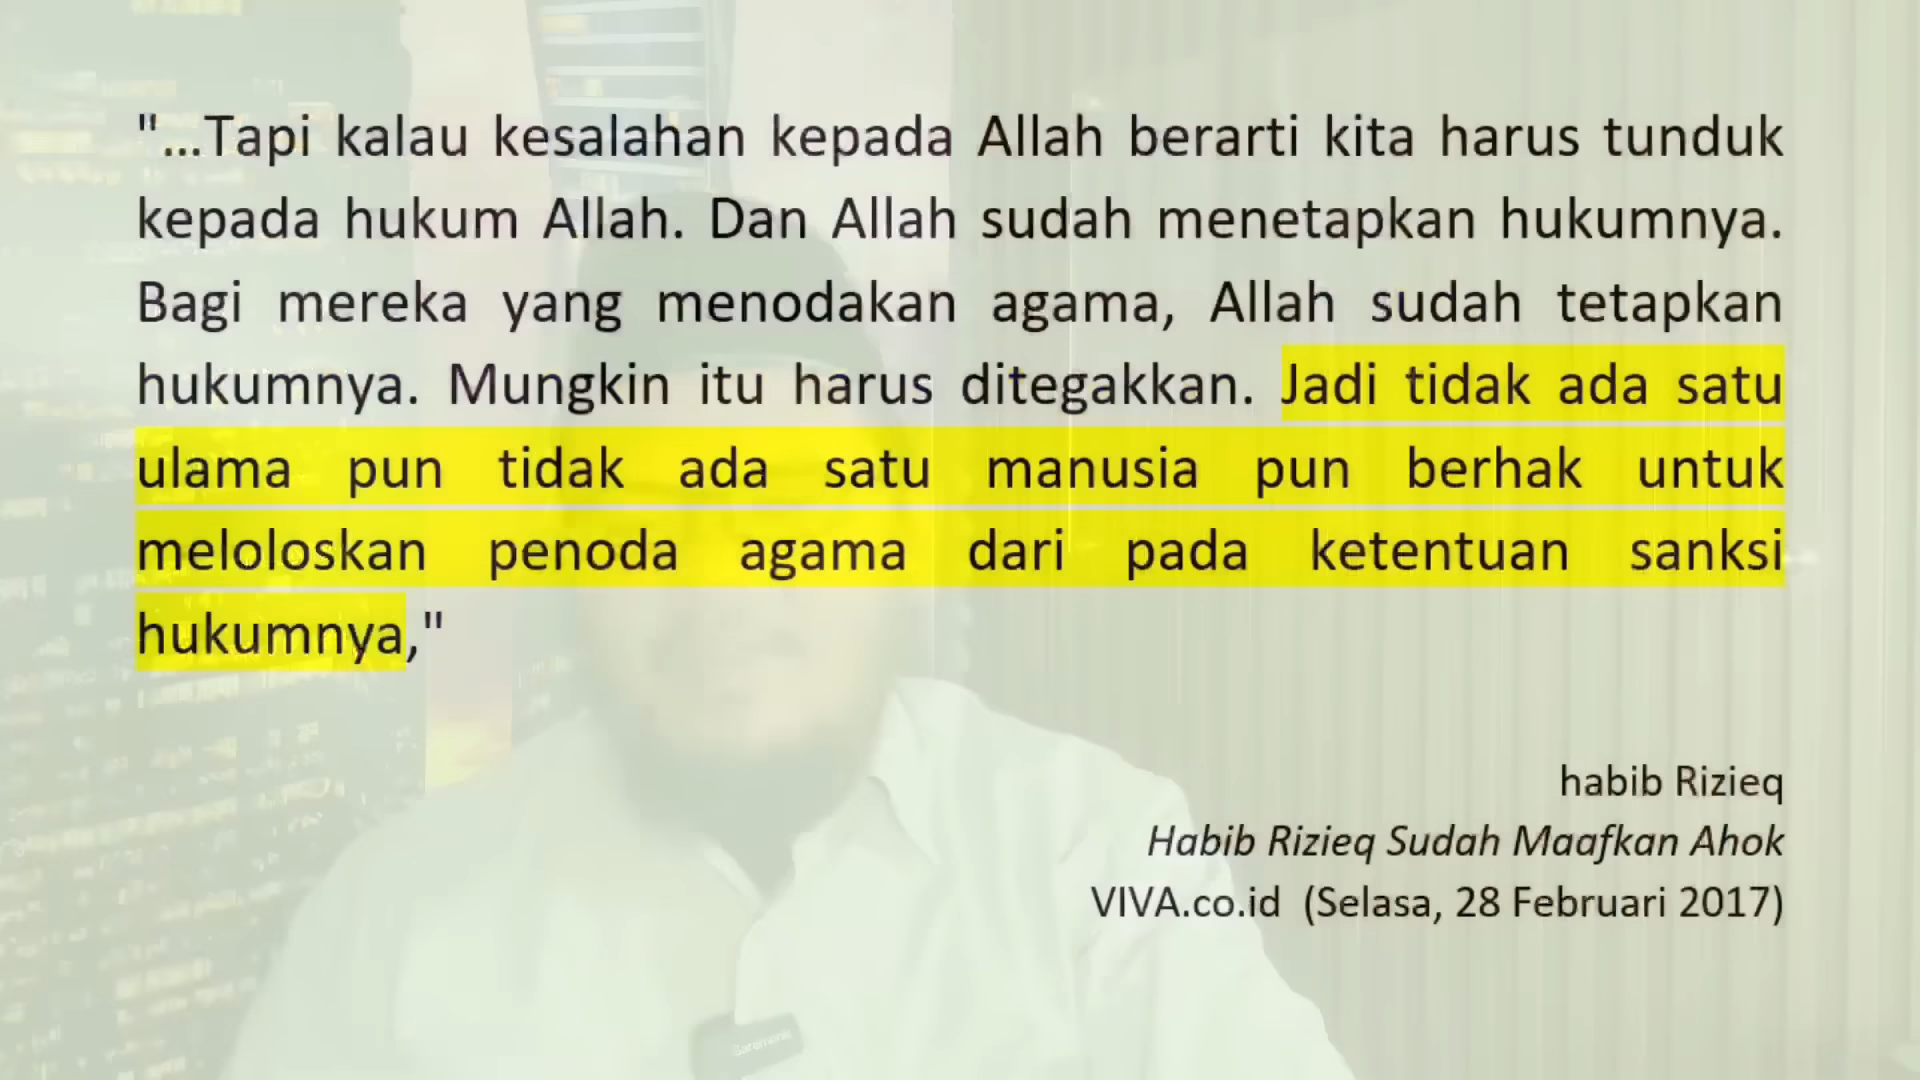 "...Tapi kalau kesalahan kepada Allah berarti kita harus tunduk
kepada hukum Allah. Dan Allah sudah menetapkan hukumnya.
Bagi mereka yang menodakan agama, Allah sudah tetapkan
hukumnya. Mungkin itu harus ditegakkan. Jadi tidak ada satu
ulama pun tidak ada satu manusia pun berhak untuk
meloloskan penoda agama dari pada ketentuan sanksi
hukumnya,"
habib Rizieq
Habib Rizieq Sudah Maafkan Ahok
VIVA.co.id (Selasa, 28 Februari 2017)
Saramonic